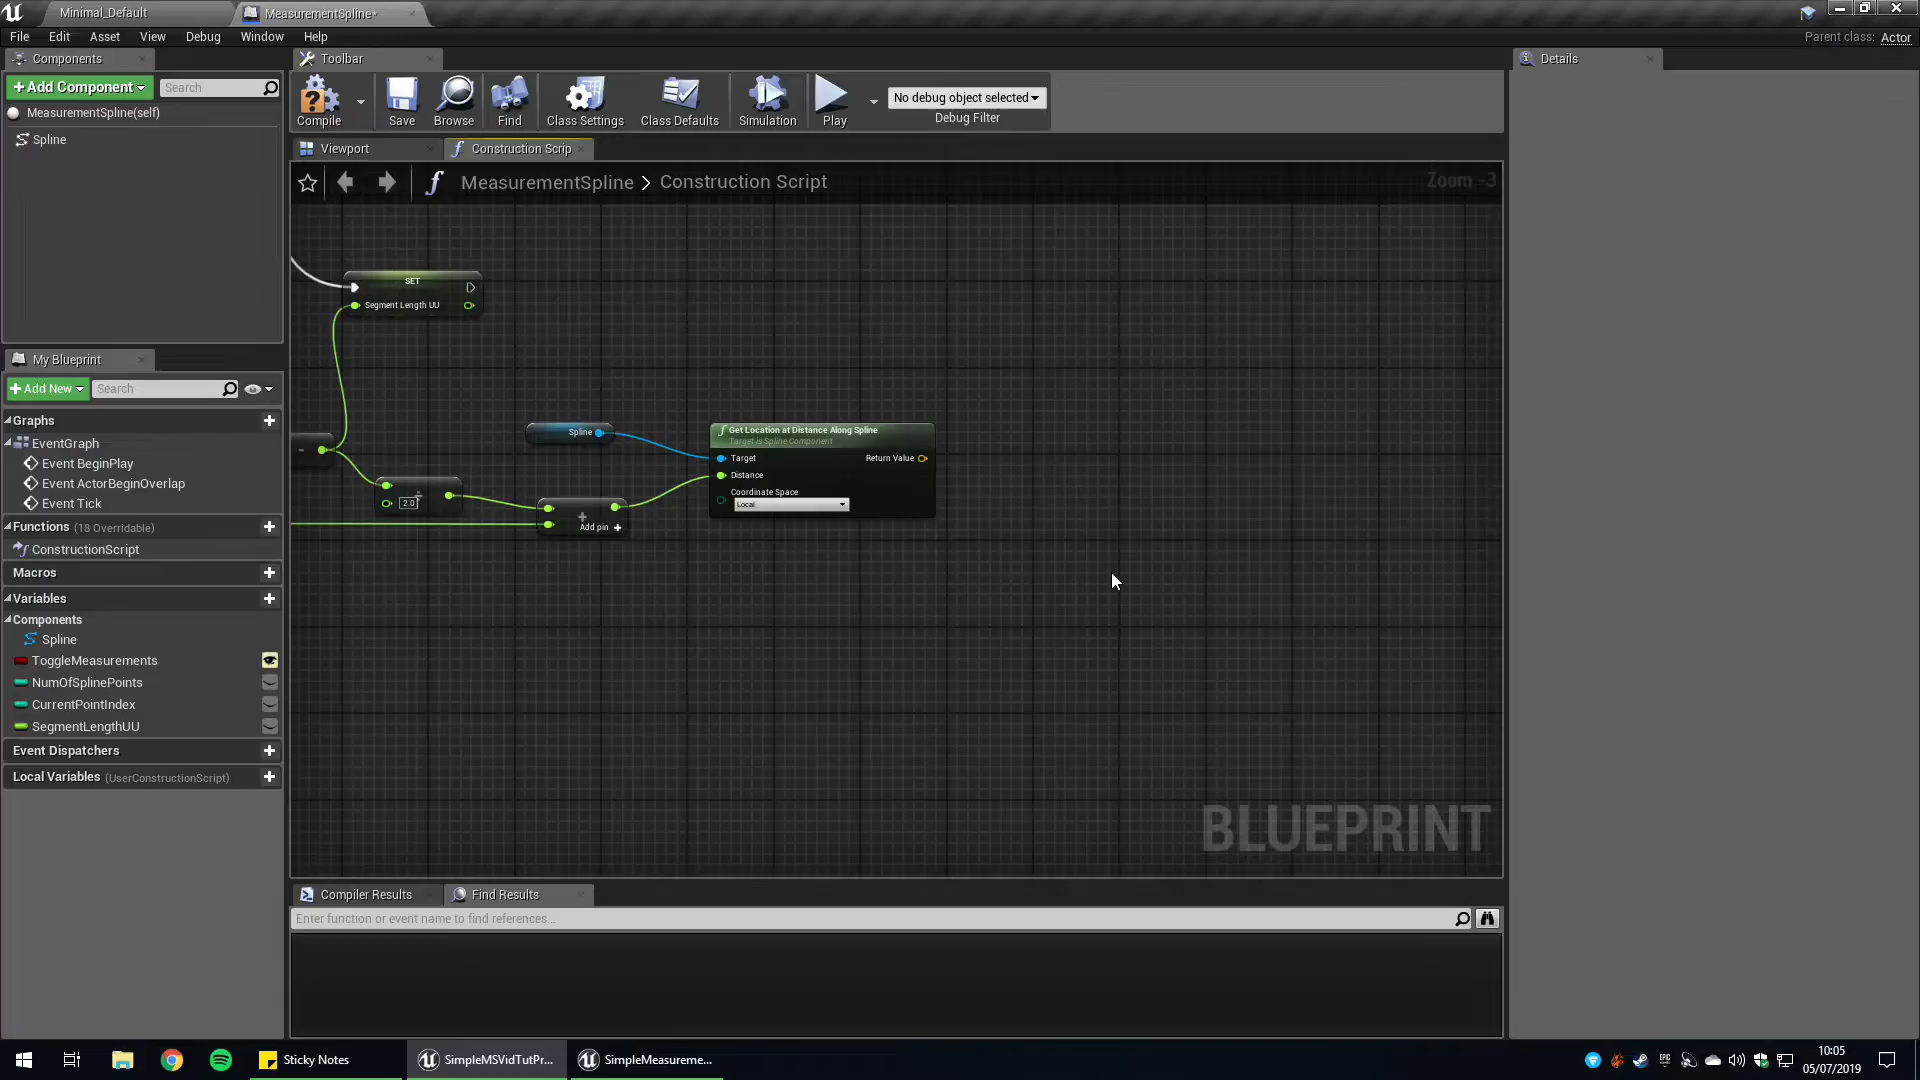 Minimal_Default
MeasurementSpline*
File Edit Asset View Debug Window Help
Parent class: Actor
Components
Toolbar
Details
+Add Component
Search
MeasurementSpline(self)
Spline
Compile
Save
Browse
Find
Class Settings
Class Defaults
Simulation
Play
No debug object selected
Debug Filter
Viewport
Construction Scrip
MeasurementSpline > Construction Script
Zoom -3
SET
Segment Length UU
Spline
Get Location at Distance Along Spline
Target is Spline Component
Target
Return Value
Distance
Coordinate Space
Local
-
÷
2.0
+
Add pin +
BLUEPRINT
My Blueprint
+Add New
Search
Graphs
EventGraph
Event BeginPlay
Event ActorBeginOverlap
Event Tick
Functions (18 Overridable)
ConstructionScript
Macros
Variables
Components
Spline
ToggleMeasurements
NumOfSplinePoints
CurrentPointIndex
SegmentLengthUU
Event Dispatchers
Local Variables (UserConstructionScript)
Compiler Results
Find Results
Enter function or event name to find references...
Sticky Notes
SimpleMSVidTutPr...
SimpleMeasureme...
10:05
05/07/2019